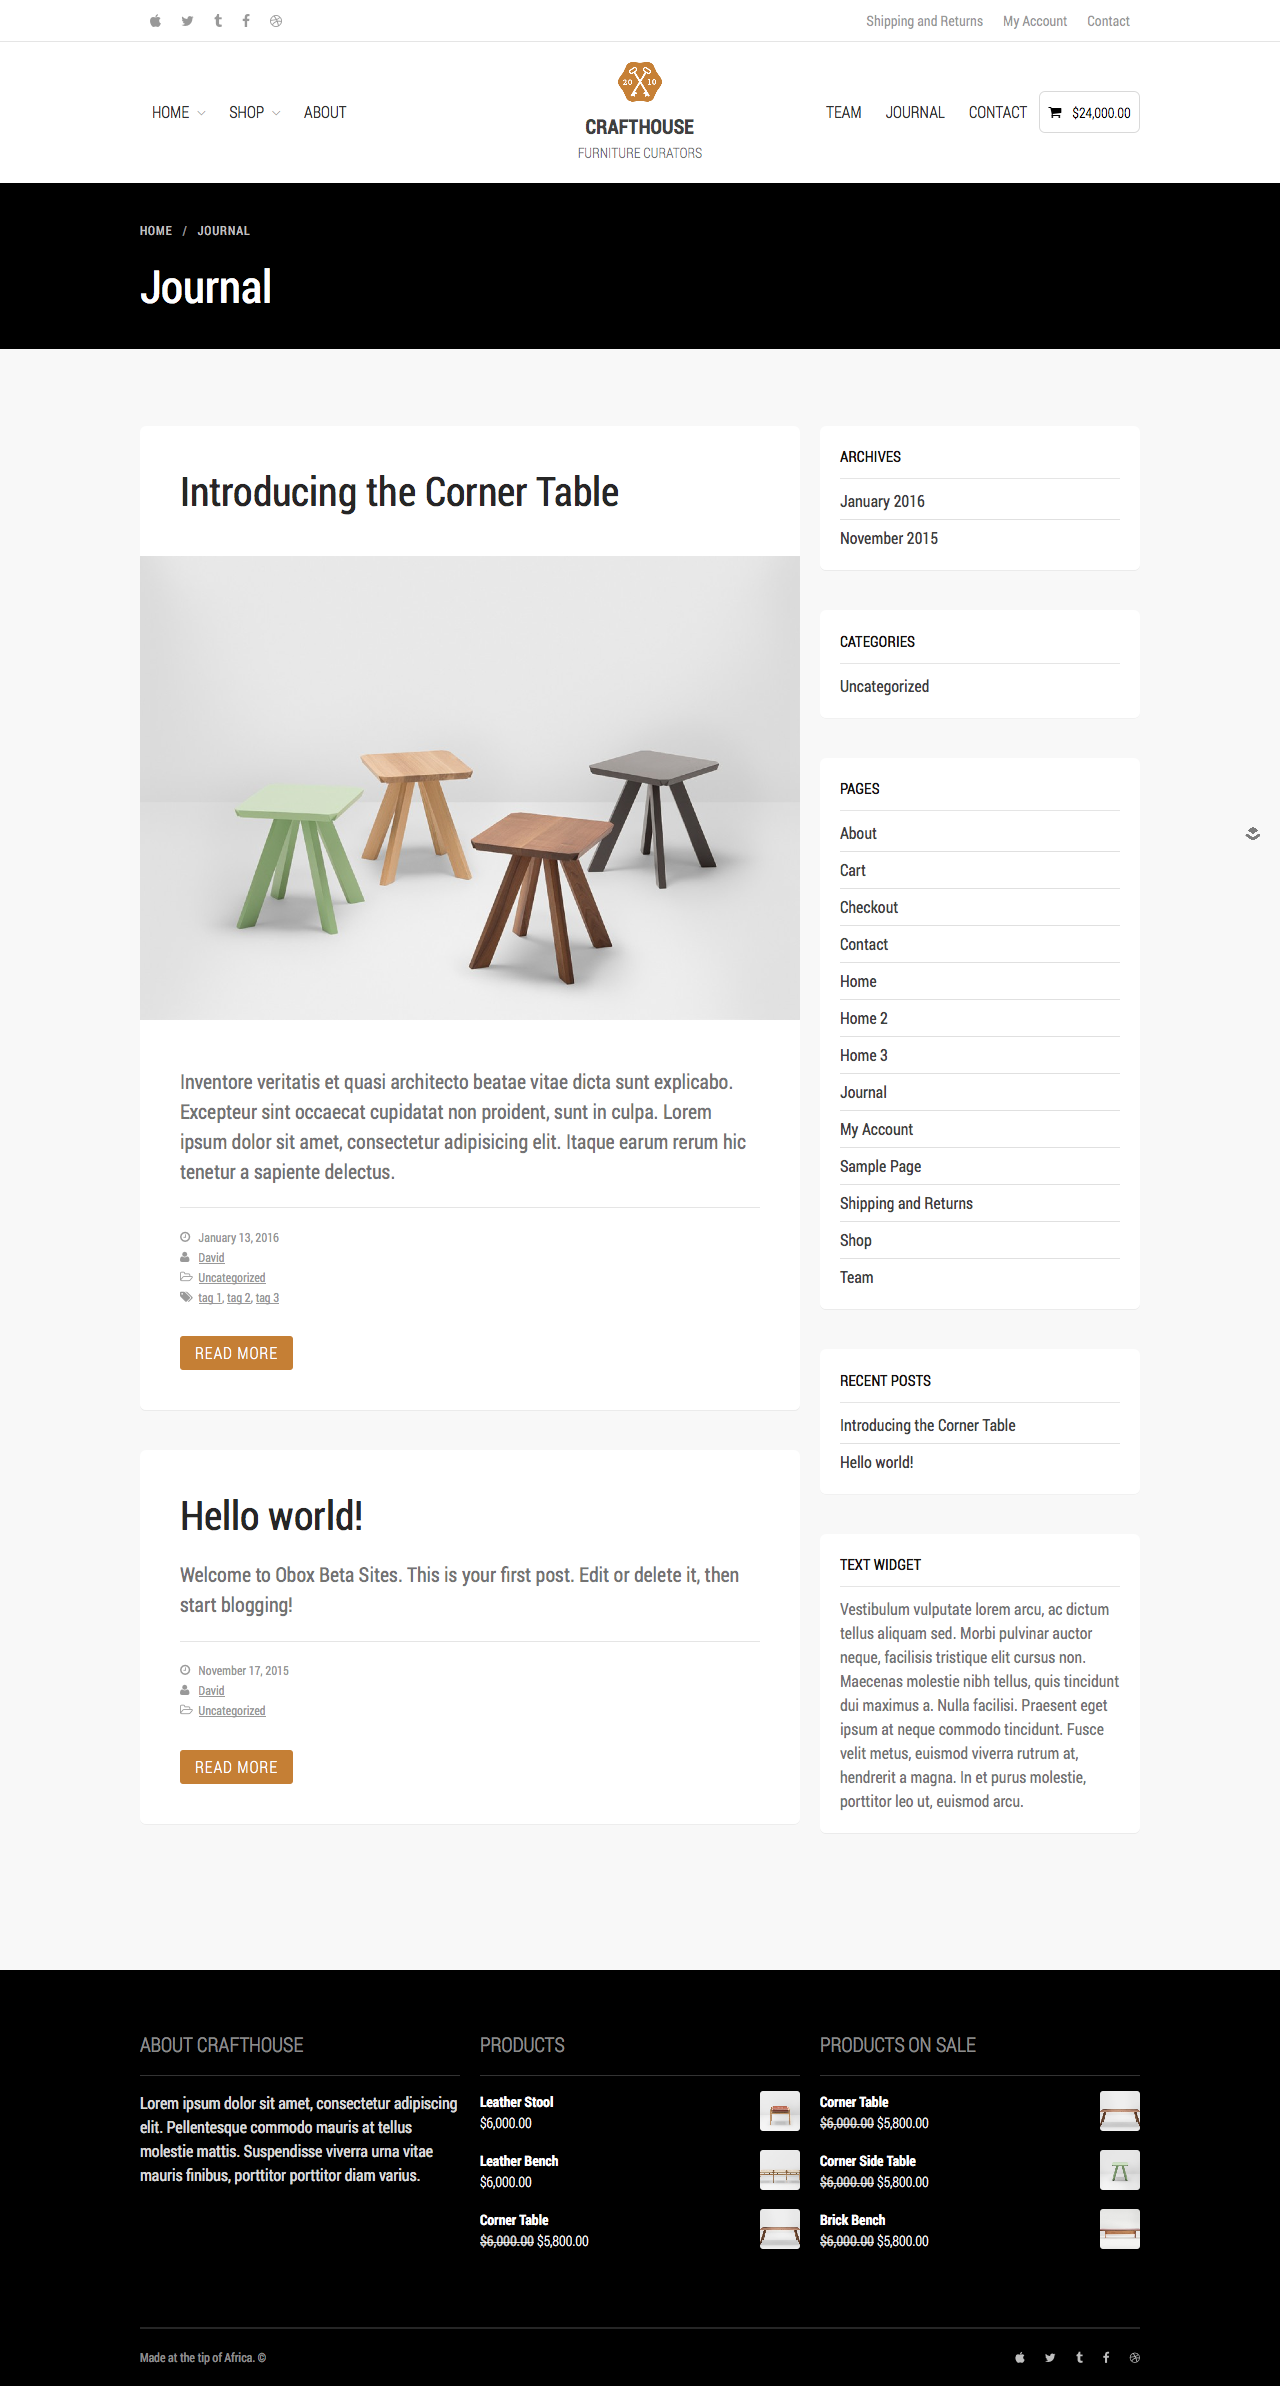 Shipping and Returns My Account Contact
HOME SHOP ABOUT
20 10
CRAFTHOUSE
FURNITURE CURATORS
TEAM JOURNAL CONTACT $24,000.00
HOME / JOURNAL
Journal
Introducing the Corner Table
Inventore veritatis et quasi architecto beatae vitae dicta sunt explicabo.
Excepteur sint occaecat cupidatat non proident, sunt in culpa. Lorem
ipsum dolor sit amet, consectetur adipisicing elit. Itaque earum rerum hic
tenetur a sapiente delectus.
January 13, 2016
David
Uncategorized
tag 1, tag 2, tag 3
READ MORE
Hello world!
Welcome to Obox Beta Sites. This is your first post. Edit or delete it, then
start blogging!
November 17, 2015
David
Uncategorized
READ MORE
ARCHIVES
January 2016
November 2015
CATEGORIES
Uncategorized
PAGES
About
Cart
Checkout
Contact
Home
Home 2
Home 3
Journal
My Account
Sample Page
Shipping and Returns
Shop
Team
RECENT POSTS
Introducing the Corner Table
Hello world!
TEXT WIDGET
Vestibulum vulputate lorem arcu, ac dictum
tellus aliquam sed. Morbi pulvinar auctor
neque, facilisis tristique elit cursus non.
Maecenas molestie nibh tellus, quis tincidunt
dui maximus a. Nulla facilisi. Praesent eget
ipsum at neque commodo tincidunt. Fusce
velit metus, euismod viverra rutrum at,
hendrerit a magna. In et purus molestie,
porttitor leo ut, euismod arcu.
ABOUT CRAFTHOUSE
Lorem ipsum dolor sit amet, consectetur adipiscing
elit. Pellentesque commodo mauris at tellus
molestie mattis. Suspendisse viverra urna vitae
mauris finibus, porttitor porttitor diam varius.
PRODUCTS
Leather Stool
$6,000.00
Leather Bench
$6,000.00
Corner Table
$6,000.00 $5,800.00
PRODUCTS ON SALE
Corner Table
$6,000.00 $5,800.00
Corner Side Table
$6,000.00 $5,800.00
Brick Bench
$6,000.00 $5,800.00
Made at the tip of Africa. ©